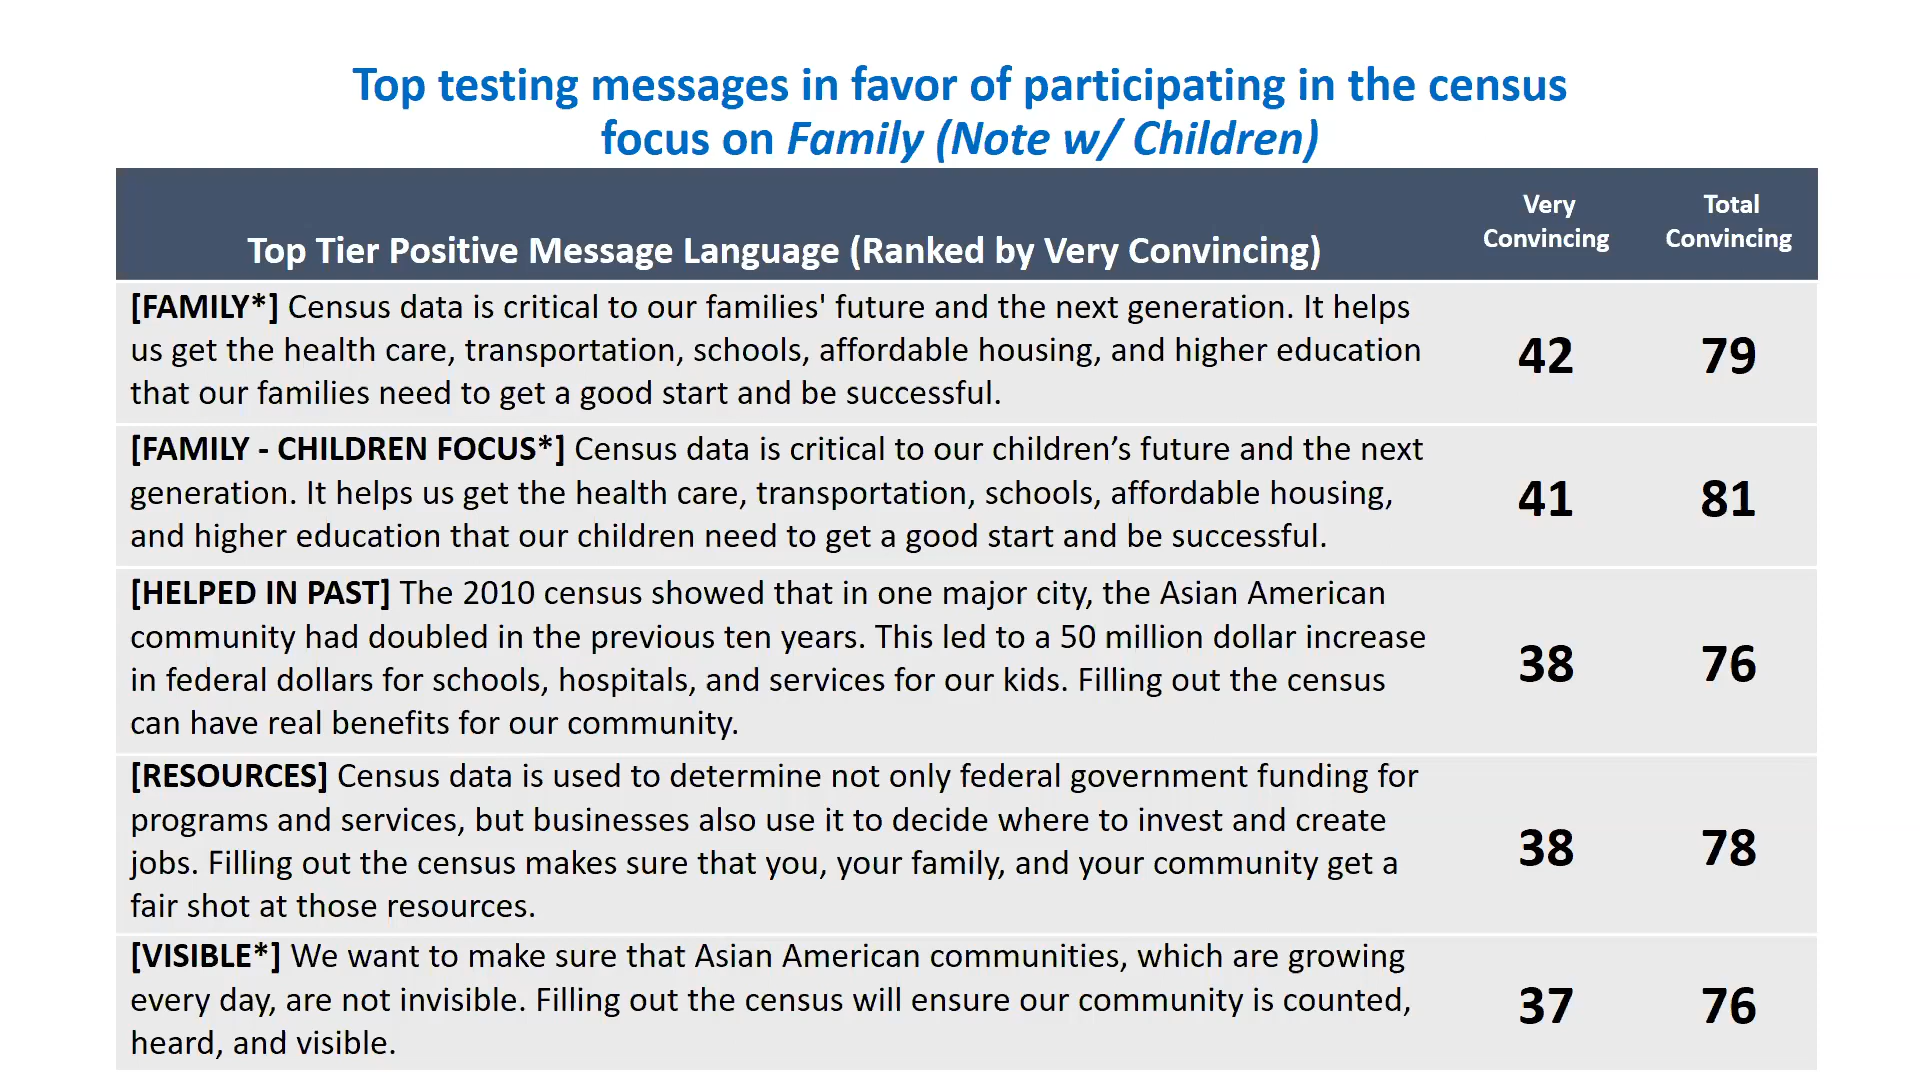 Top testing messages in favor of participating in the census
focus on Family (Note w/ Children)
Top Tier Positive Message Language (Ranked by Very Convincing)
Very
Convincing
Total
Convincing
[FAMILY*] Census data is critical to our families' future and the next generation. It helps
us get the health care, transportation, schools, affordable housing, and higher education
that our families need to get a good start and be successful.
42
79
[FAMILY - CHILDREN FOCUS*] Census data is critical to our children’s future and the next
generation. It helps us get the health care, transportation, schools, affordable housing,
and higher education that our children need to get a good start and be successful.
41
81
[HELPED IN PAST] The 2010 census showed that in one major city, the Asian American
community had doubled in the previous ten years. This led to a 50 million dollar increase
in federal dollars for schools, hospitals, and services for our kids. Filling out the census
can have real benefits for our community.
38
76
[RESOURCES] Census data is used to determine not only federal government funding for
programs and services, but businesses also use it to decide where to invest and create
jobs. Filling out the census makes sure that you, your family, and your community get a
fair shot at those resources.
38
78
[VISIBLE*] We want to make sure that Asian American communities, which are growing
every day, are not invisible. Filling out the census will ensure our community is counted,
heard, and visible.
37
76